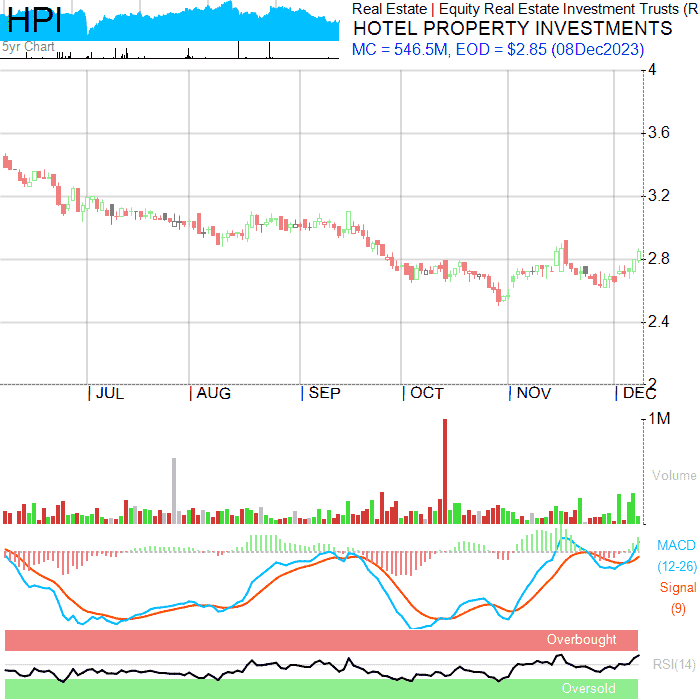 HPI
5yr Chart
Real Estate | Equity Real Estate Investment Trusts (R
HOTEL PROPERTY INVESTMENTS
MC = 546.5M, EOD = $2.85 (08Dec2023)
4
3.6
3.2
2.8
2.4
2
JUL AUG SEP OCT NOV DEC
1M
Volume
MACD
(12-26)
Signal
(9)
Overbought
RSI(14)
Oversold